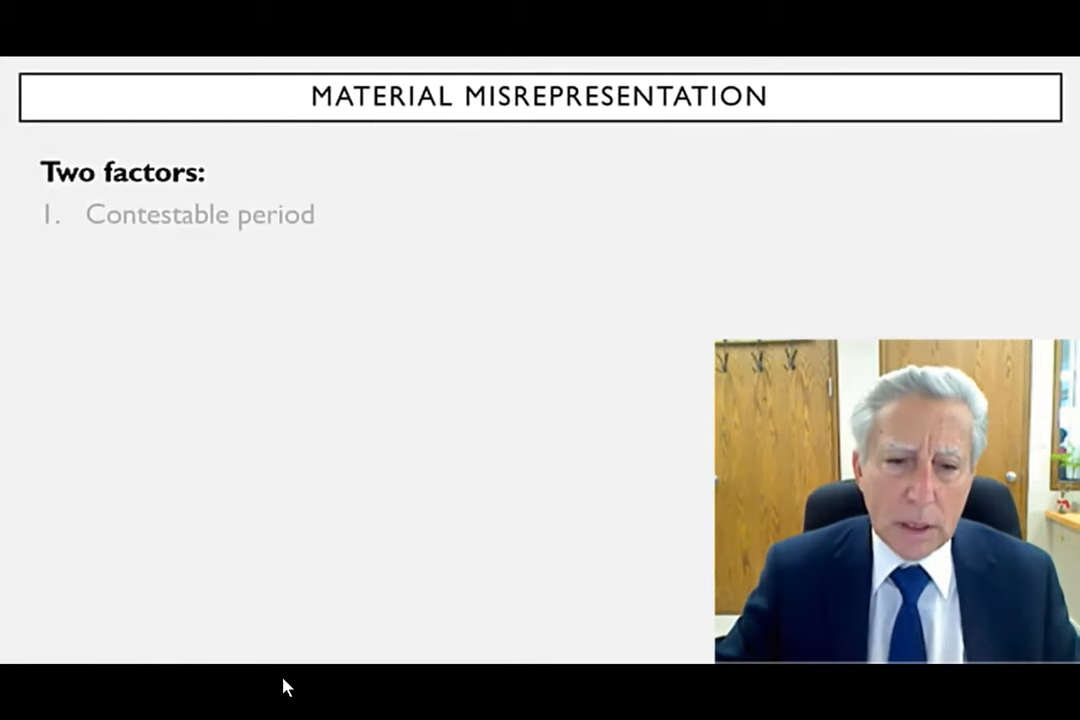 MATERIAL MISREPRESENTATION
Two factors:
1. Contestable period